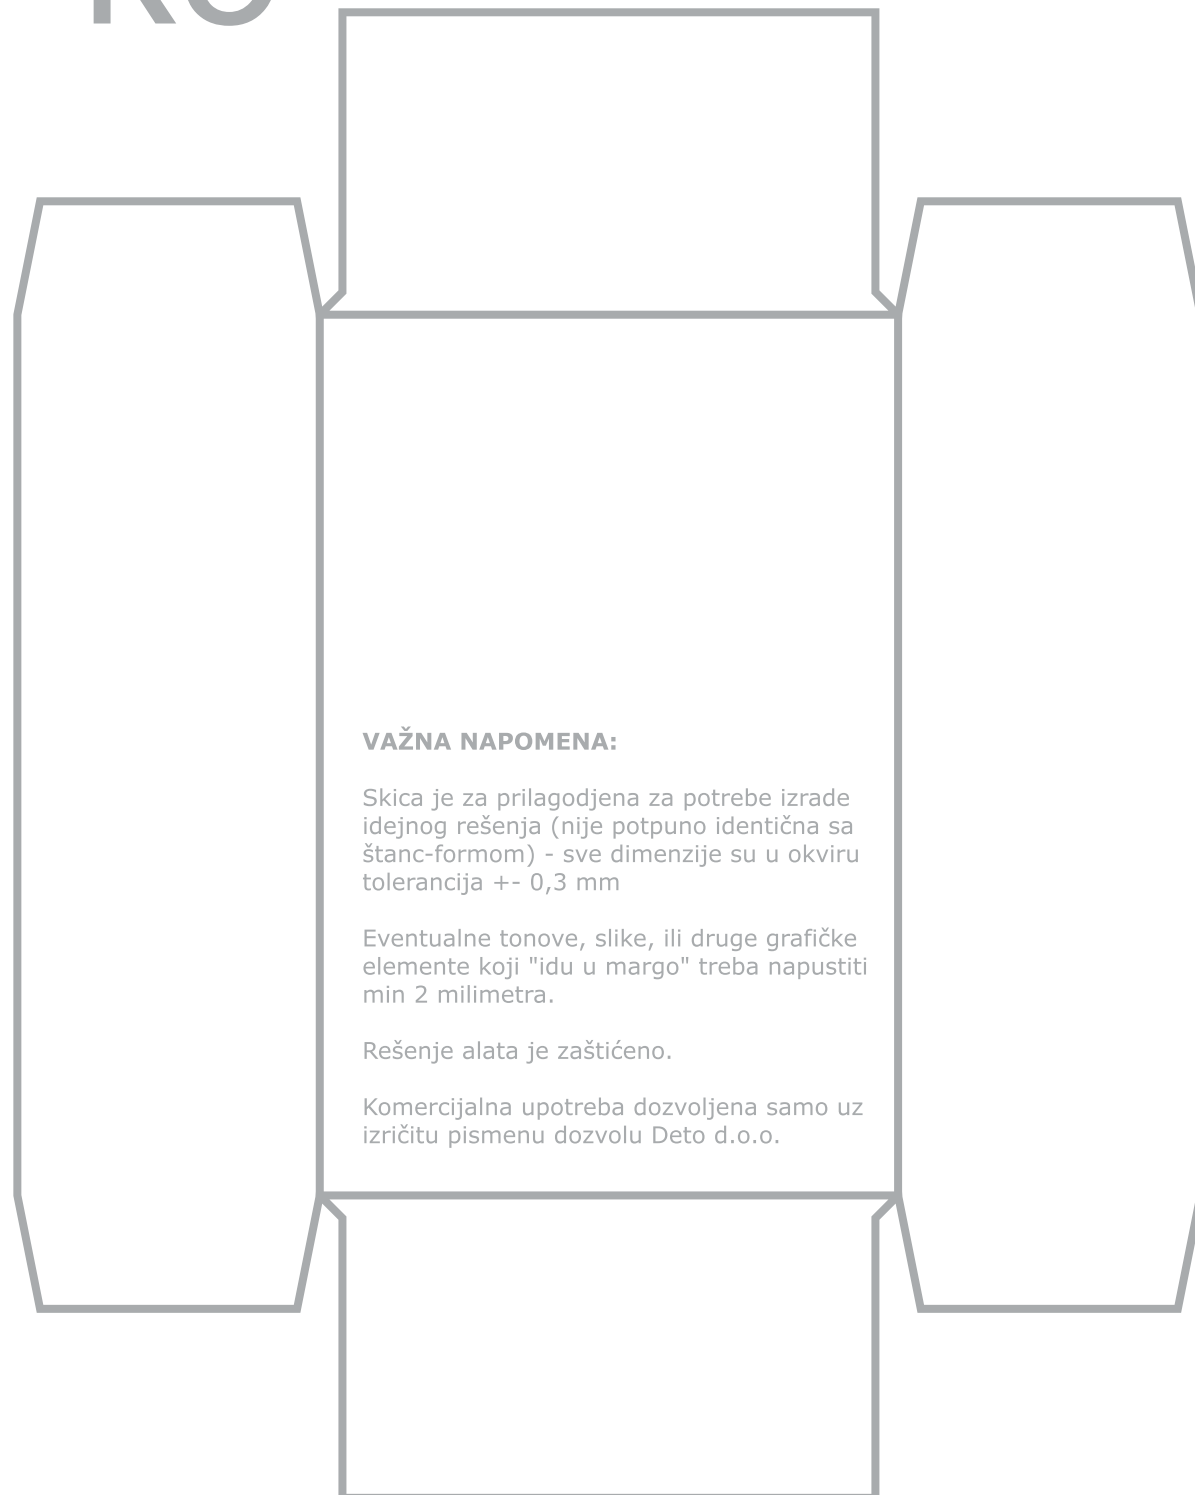 VAŽNA NAPOMENA:
Skica je za prilagodjena za potrebe izrade
idejnog rešenja (nije potpuno identična sa
štanc-formom) - sve dimenzije su u okviru
tolerancija +- 0,3 mm
Eventualne tonove, slike, ili druge grafičke
elemente koji "idu u margo" treba napustiti
min 2 milimetra.
Rešenje alata je zaštićeno.
Komercijalna upotreba dozvoljena samo uz
izričitu pismenu dozvolu Deto d.o.o.